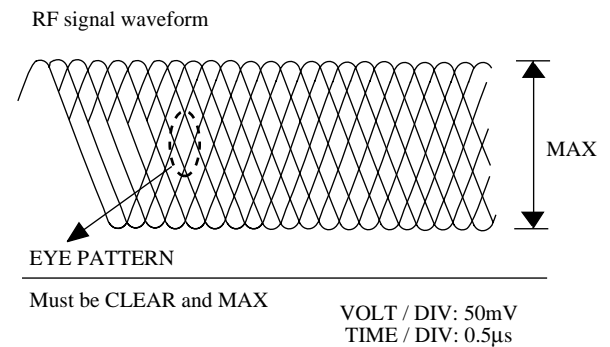 RF signal waveform
MAX
EYE PATTERN
Must be CLEAR and MAX
VOLT / DIV: 50mV
TIME / DIV: 0.5µs